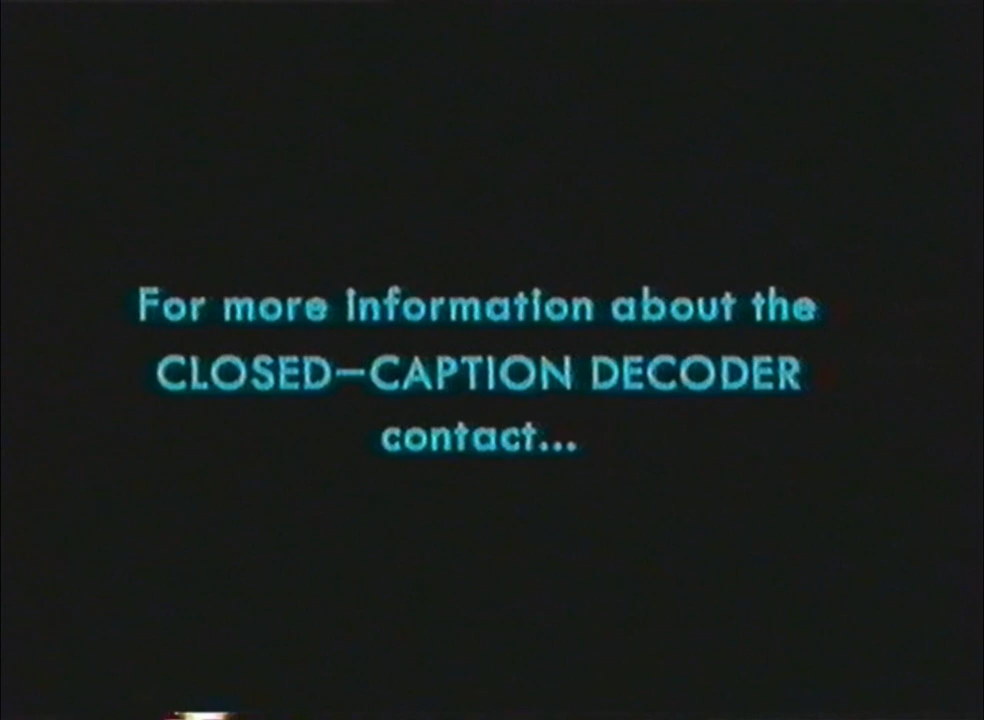 For more information about the
CLOSED–CAPTION DECODER
contact...